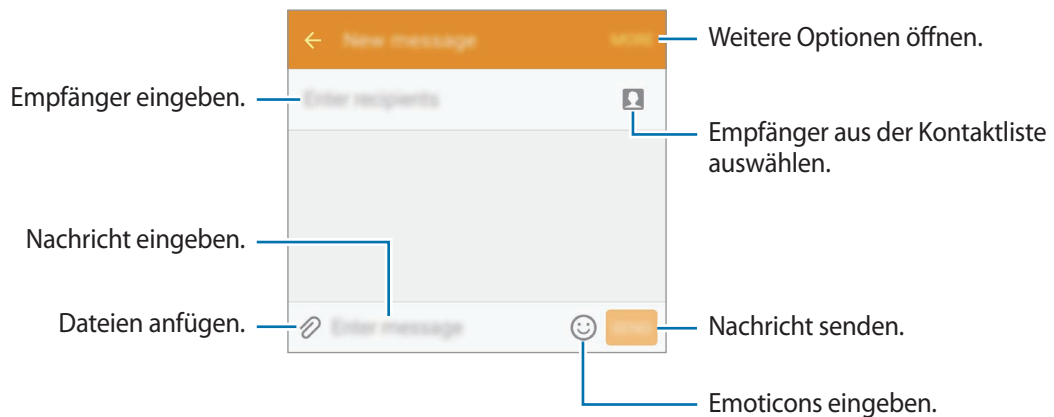 New message
MORE
Weitere Optionen öffnen.
Empfänger eingeben.
Enter recipients
Empfänger aus der Kontaktliste
auswählen.
Nachricht eingeben.
Dateien anfügen.
Enter message
Nachricht senden.
Emoticons eingeben.